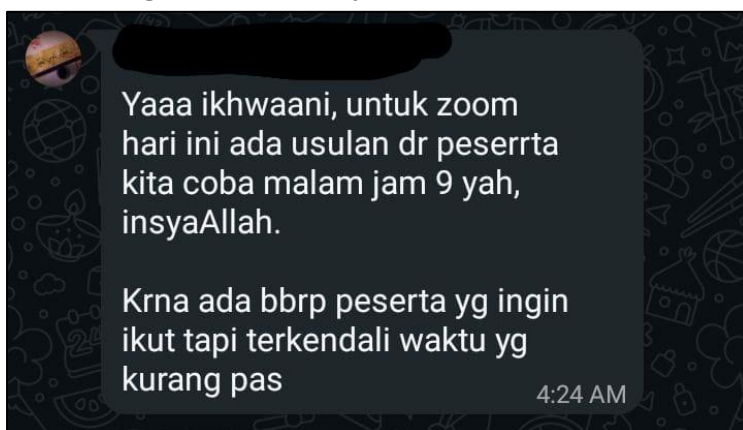 Yaaa ikhwaani, untuk zoom
hari ini ada usulan dr peserrta
kita coba malam jam 9 yah,
insyaAllah.
Krna ada bbrp peserta yg ingin
ikut tapi terkendali waktu yg
kurang pas
4:24 AM